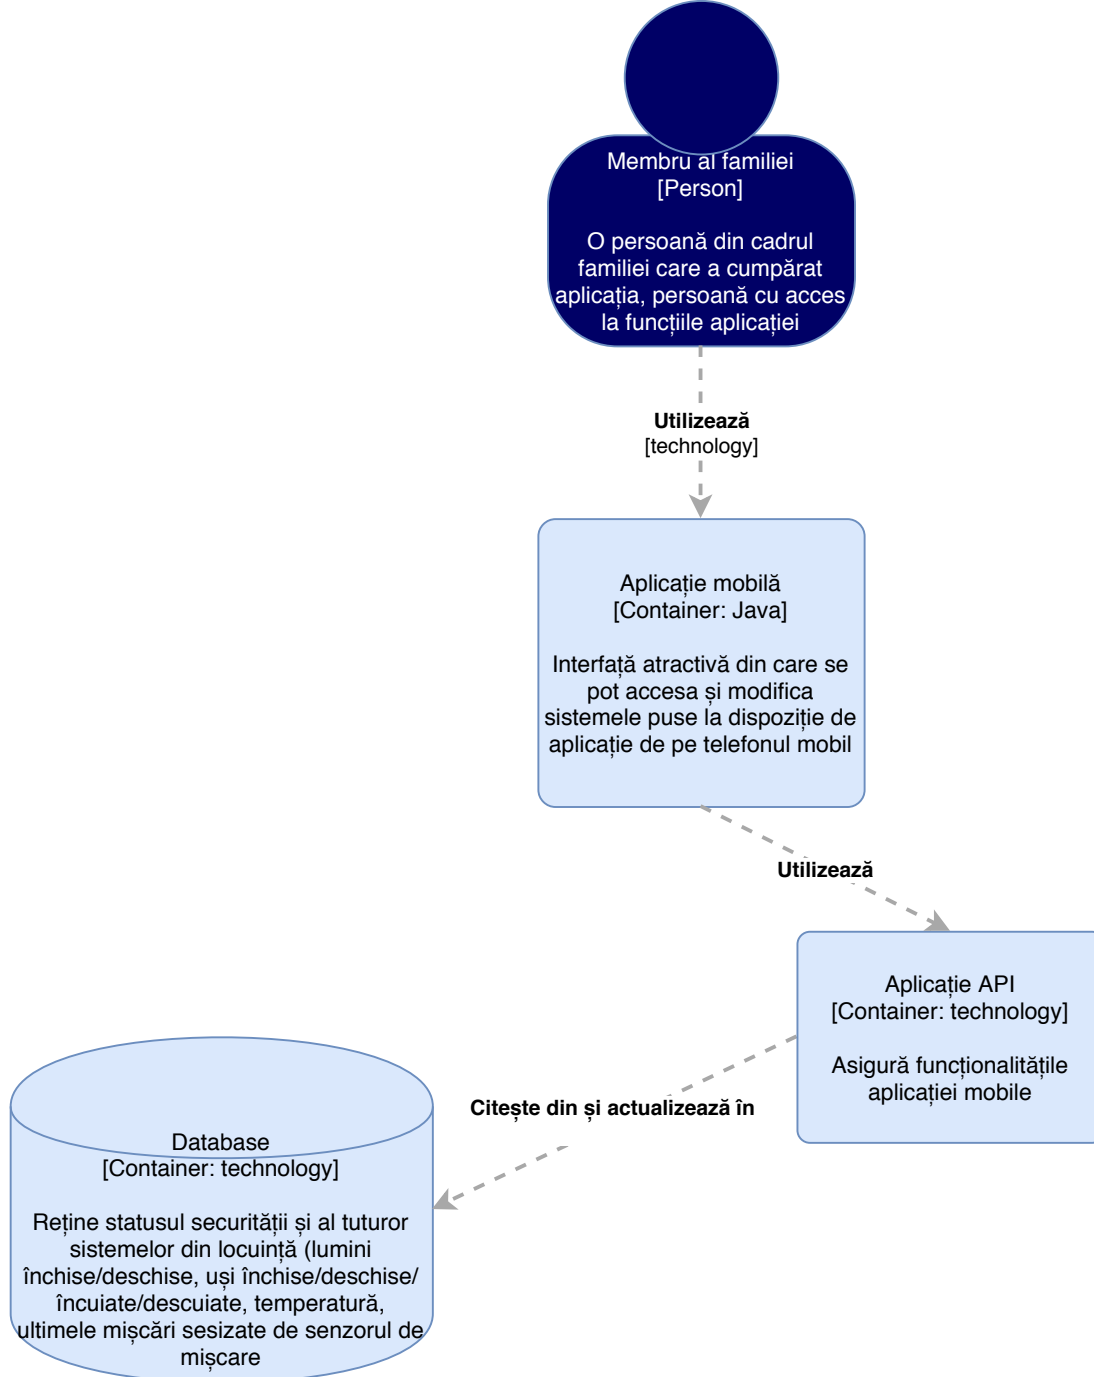 Membru al familiei
[Person]
O persoană din cadrul
familiei care a cumpărat
aplicația, persoană cu acces
la funcțiile aplicației
Utilizează
[technology]
Aplicație mobilă
[Container: Java]
Interfață atractivă din care se
pot accesa și modifica
sistemele puse la dispoziție de
aplicație de pe telefonul mobil
Utilizează
Aplicație API
[Container: technology]
Asigură funcționalitățile
aplicației mobile
Citește din și actualizează în
Database
[Container: technology]
Reține statusul securității și al tuturor
sistemelor din locuință (lumini
închise/deschise, uși închise/deschise/
încuiate/descuiate, temperatură,
ultimele mișcări sesizate de senzorul de
mișcare